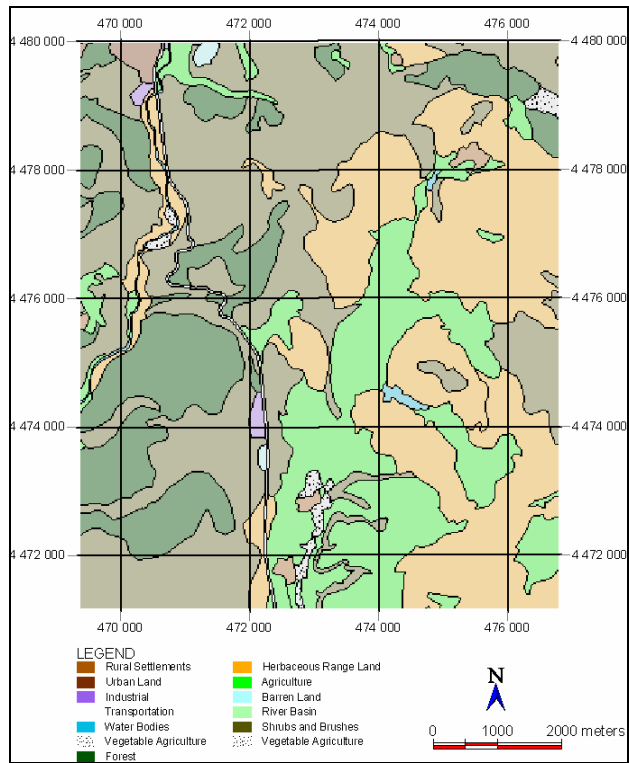 470 000 472 000 474 000 476 000
4 480 000 4 480 000
4 478 000 4 478 000
4 476 000 4 476 000
4 474 000 4 474 000
4 472 000 4 472 000
470 000 472 000 474 000 476 000
LEGEND
Rural Settlements
Urban Land
Industrial
Transportation
Water Bodies
Vegetable Agriculture
Forest
Herbaceous Range Land
Agriculture
Barren Land
River Basin
Shrubs and Brushes
Vegetable Agriculture
N
0 1000 2000 meters